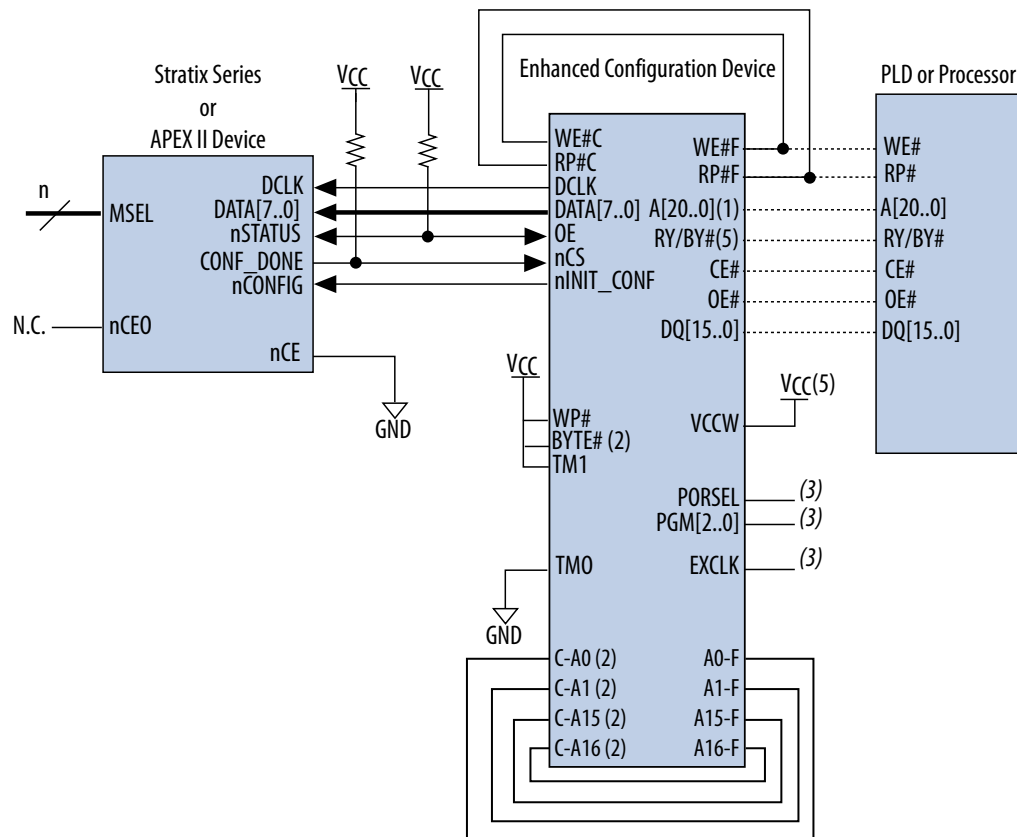 Stratix Series
or
APEX II Device
VCC
VCC
Enhanced Configuration Device
PLD or Processor
n
MSEL
DCLK
DATA[7..0]
nSTATUS
CONF_DONE
nCONFIG
N.C.
nCEO
nCE
GND
WE#C
RP#C
DCLK
DATA[7..0]
OE
nCS
nINIT_CONF
WE#F
RP#F
A[20..0](1)
RY/BY#(5)
CE#
OE#
DQ[15..0]
WE#
RP#
A[20..0]
RY/BY#
CE#
OE#
DQ[15..0]
VCC
WP#
BYTE# (2)
TM1
VCCW
VCC(5)
PORSEL
(3)
PGM[2..0]
(3)
TMO
EXCLK
(3)
GND
C-A0 (2)
A0-F
C-A1 (2)
A1-F
C-A15 (2)
A15-F
C-A16 (2)
A16-F